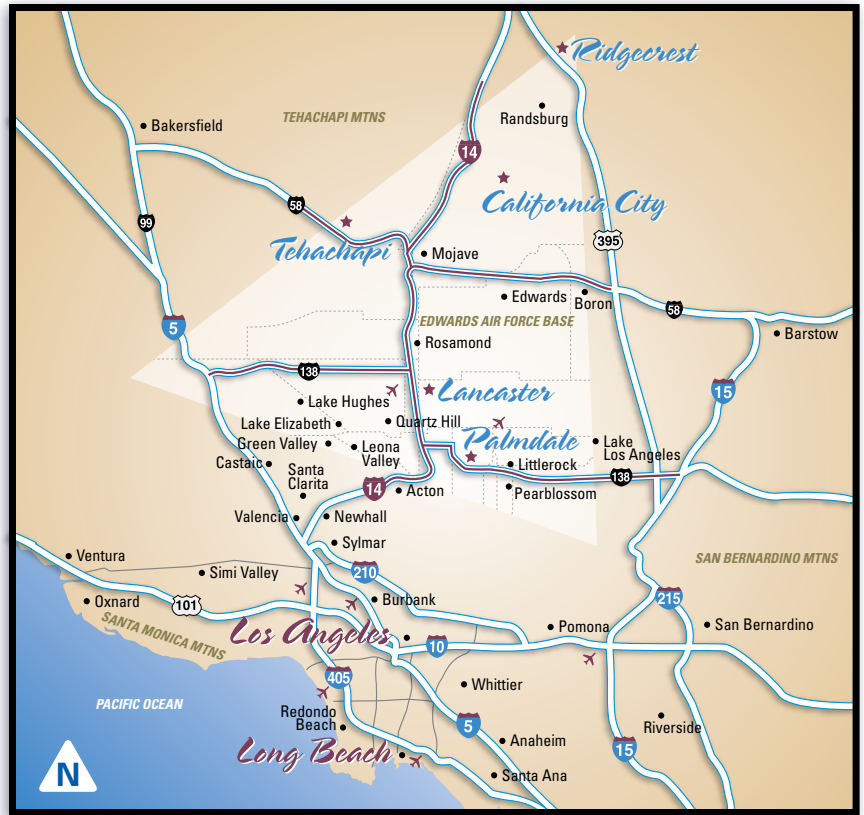 Ridgecrest
Randsburg
TEHACHAPI MTNS
Bakersfield
14
58
California City
99
Tehachapi
395
Mojave
Edwards
Boron
58
EDWARDS AIR FORCE BASE
5
Barstow
Rosamond
138
15
Lancaster
Lake Hughes
Quartz Hill
Lake Elizabeth
Palmdale
Green Valley
Leona
Valley
Lake
Los Angeles
Castaic
Littlerock
Santa
Clarita
138
14
Acton
Pearblossom
Valencia
Newhall
Sylmar
Ventura
SAN BERNARDINO MTNS
Simi Valley
210
Oxnard
101
Burbank
215
SANTA MONICA MTNS
Los Angeles
Pomona
San Bernardino
10
405
Whittier
PACIFIC OCEAN
Redondo
Beach
5
Riverside
Anaheim
15
Long Beach
Santa Ana
N